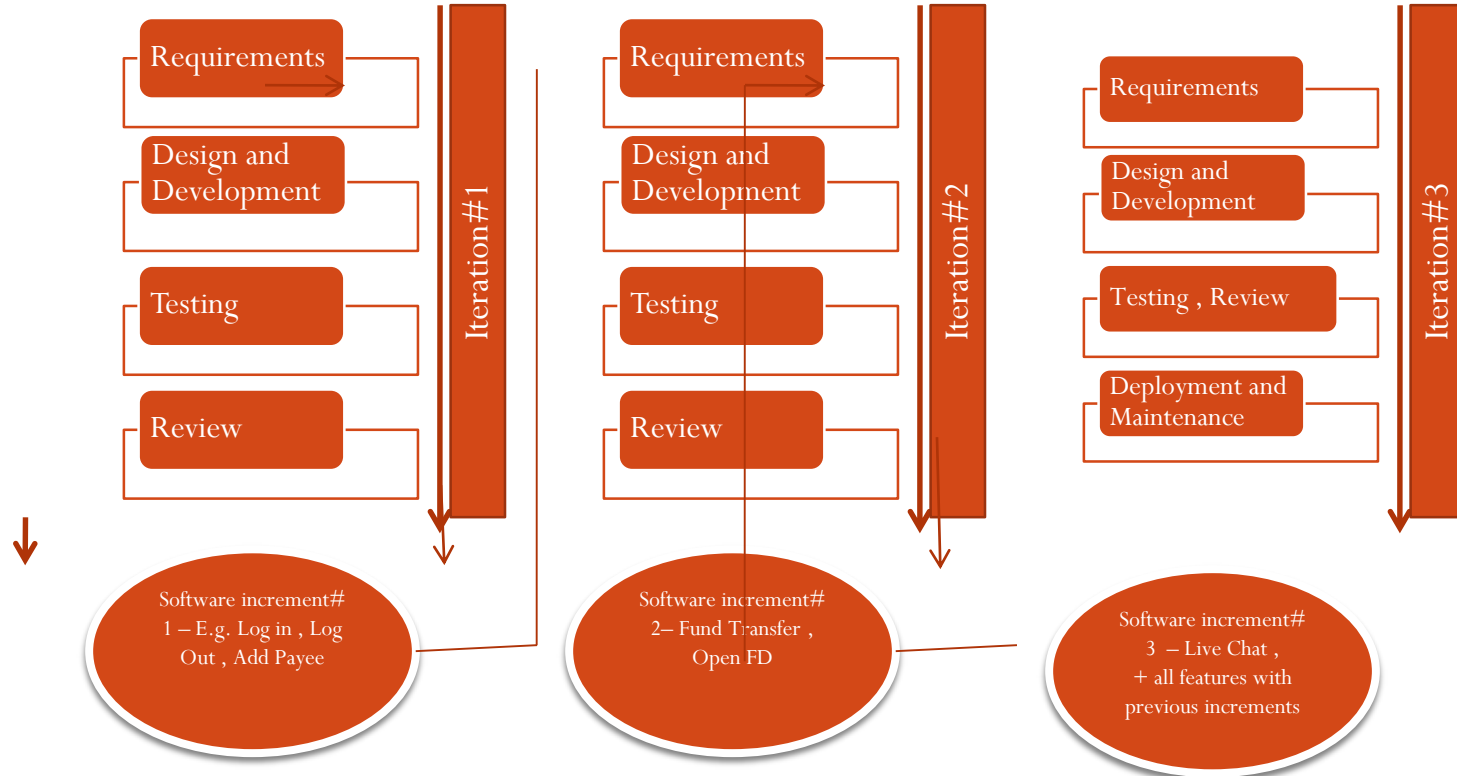 Requirements
Design and
Development
Testing
Review
Iteration#1
Software increment#
1 – E.g. Log in , Log
Out , Add Payee
Requirements
Design and
Development
Testing
Review
Iteration#2
Software increment#
2– Fund Transfer ,
Open FD
Requirements
Design and
Development
Testing , Review
Deployment and
Maintenance
Iteration#3
Software increment#
3 – Live Chat ,
+ all features with
previous increments